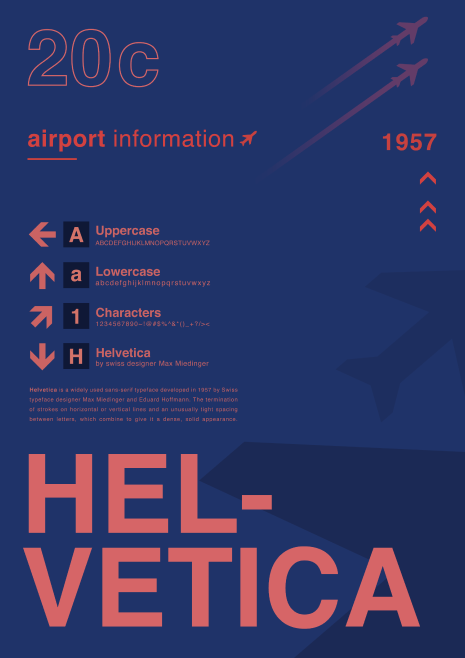 20c
airport information
1957
A Uppercase
ABCDEFGHIJKLMNOPQRSTUVWXYZ
a Lowercase
abcdefghijklmnopqrstuvwxyz
1 Characters
1234567890~!@#$%^&*()_+?/><
H Helvetica
by swiss designer Max Miedinger
Helvetica is a widely used sans-serif typeface developed in 1957 by Swiss
typeface designer Max Miedinger and Eduard Hoffmann. The termination
of strokes on horizontal or vertical lines and an unusually tight spacing
between letters, which combine to give it a dense, solid appearance.
HEL-
VETICA